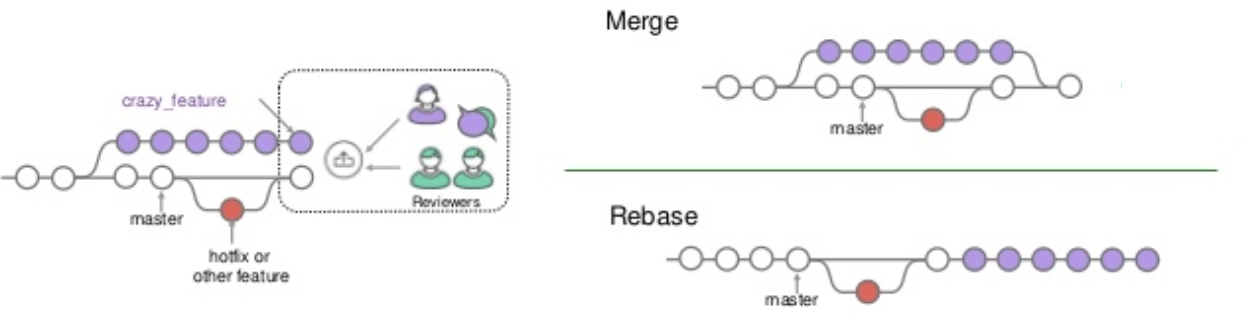 crazy_feature
master
hotfix or
other feature
Reviewers
Merge
master
Rebase
master